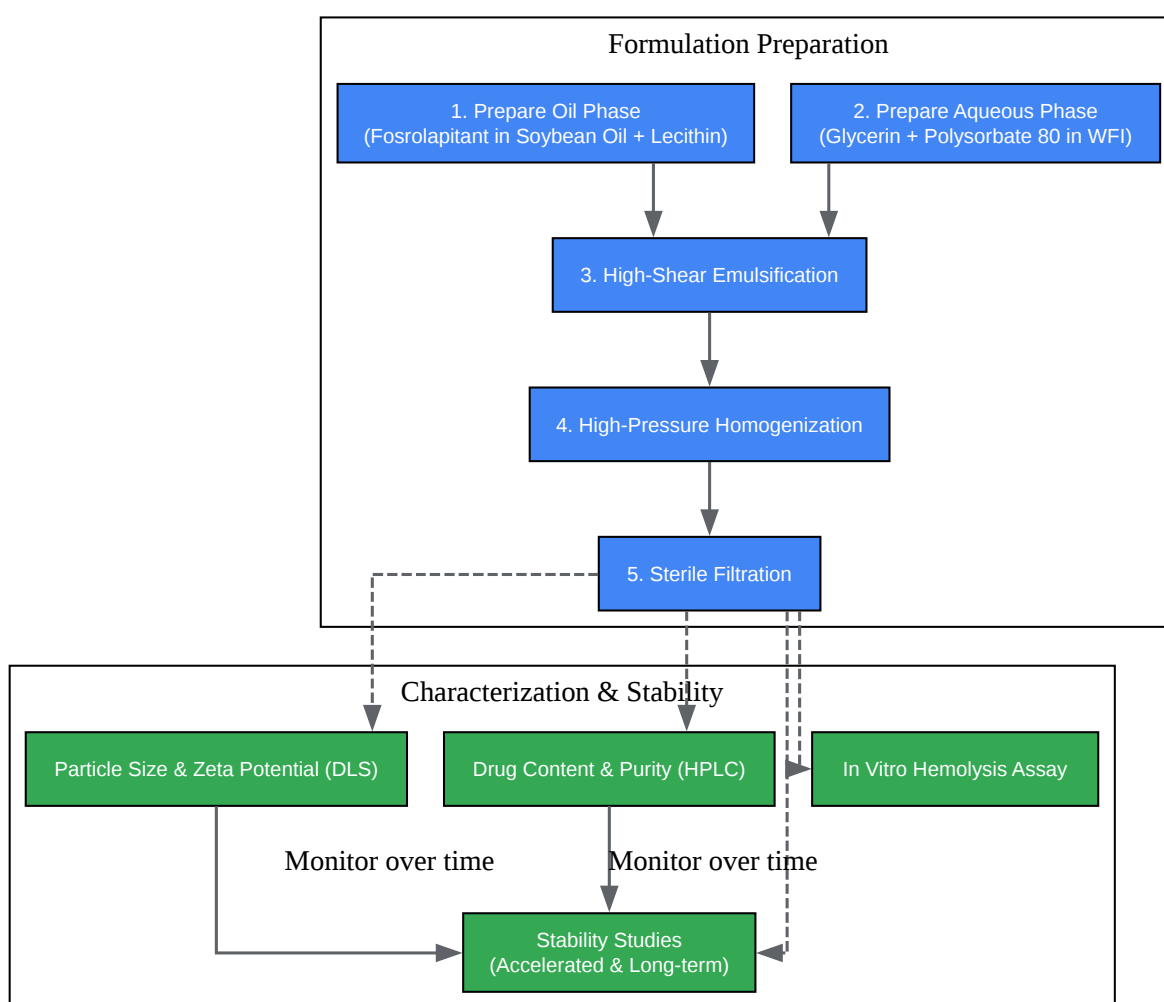 Formulation Preparation
1. Prepare Oil Phase
(Fosrolapitant in Soybean Oil + Lecithin)
2. Prepare Aqueous Phase
(Glycerin + Polysorbate 80 in WFI)
3. High-Shear Emulsification
4. High-Pressure Homogenization
5. Sterile Filtration
Characterization & Stability
Particle Size & Zeta Potential (DLS)
Drug Content & Purity (HPLC)
In Vitro Hemolysis Assay
Monitor over time
Monitor over time
Stability Studies
(Accelerated & Long-term)